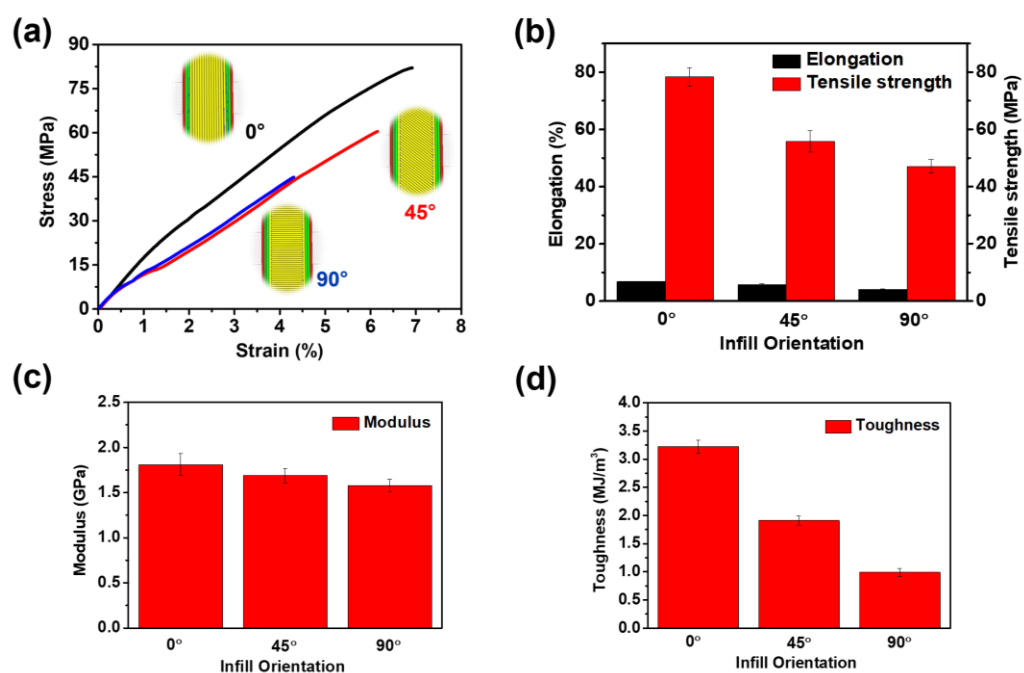 (a)
90
75
60
45
30
15
0
Stress (MPa)
0°
45°
90°
0 1 2 3 4 5 6 7 8
Strain (%)
(b)
Elongation
Tensile strength
80
60
40
20
0
Elongation (%)
80
60
40
20
0
Tensile strength (MPa)
0° 45° 90°
Infill Orientation
(c)
Modulus
2.5
2.0
1.5
1.0
0.5
0.0
Modulus (GPa)
0° 45° 90°
Infill Orientation
(d)
Toughness
4.0
3.5
3.0
2.5
2.0
1.5
1.0
0.5
0.0
Toughness (MJ/m³)
0° 45° 90°
Infill Orientation